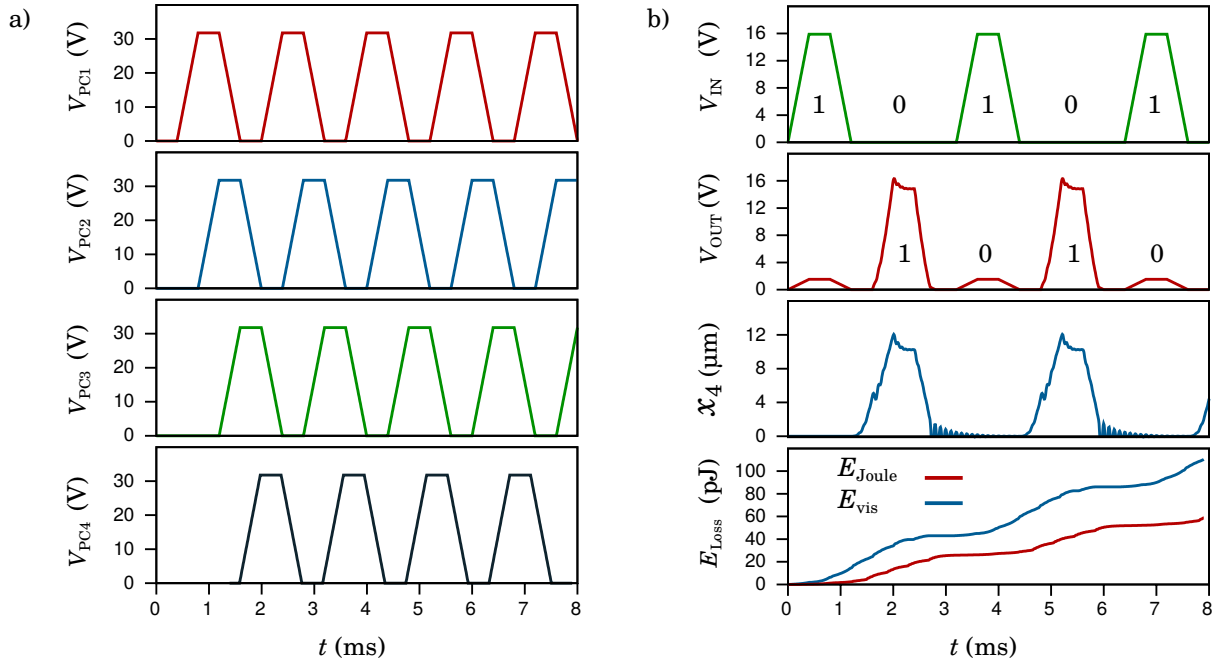 a)
V_PC1 (V)
30
20
10
0
V_PC2 (V)
30
20
10
0
V_PC3 (V)
30
20
10
0
V_PC4 (V)
30
20
10
0
0 1 2 3 4 5 6 7 8
t (ms)
b)
V_IN (V)
16
12
8
4
0
1 0 1 0 1
V_OUT (V)
16
12
8
4
0
1 0 1 0
x_4 (µm)
12
8
4
0
E_Loss (pJ)
100
80
60
40
20
0
E_Joule
E_vis
0 1 2 3 4 5 6 7 8
t (ms)